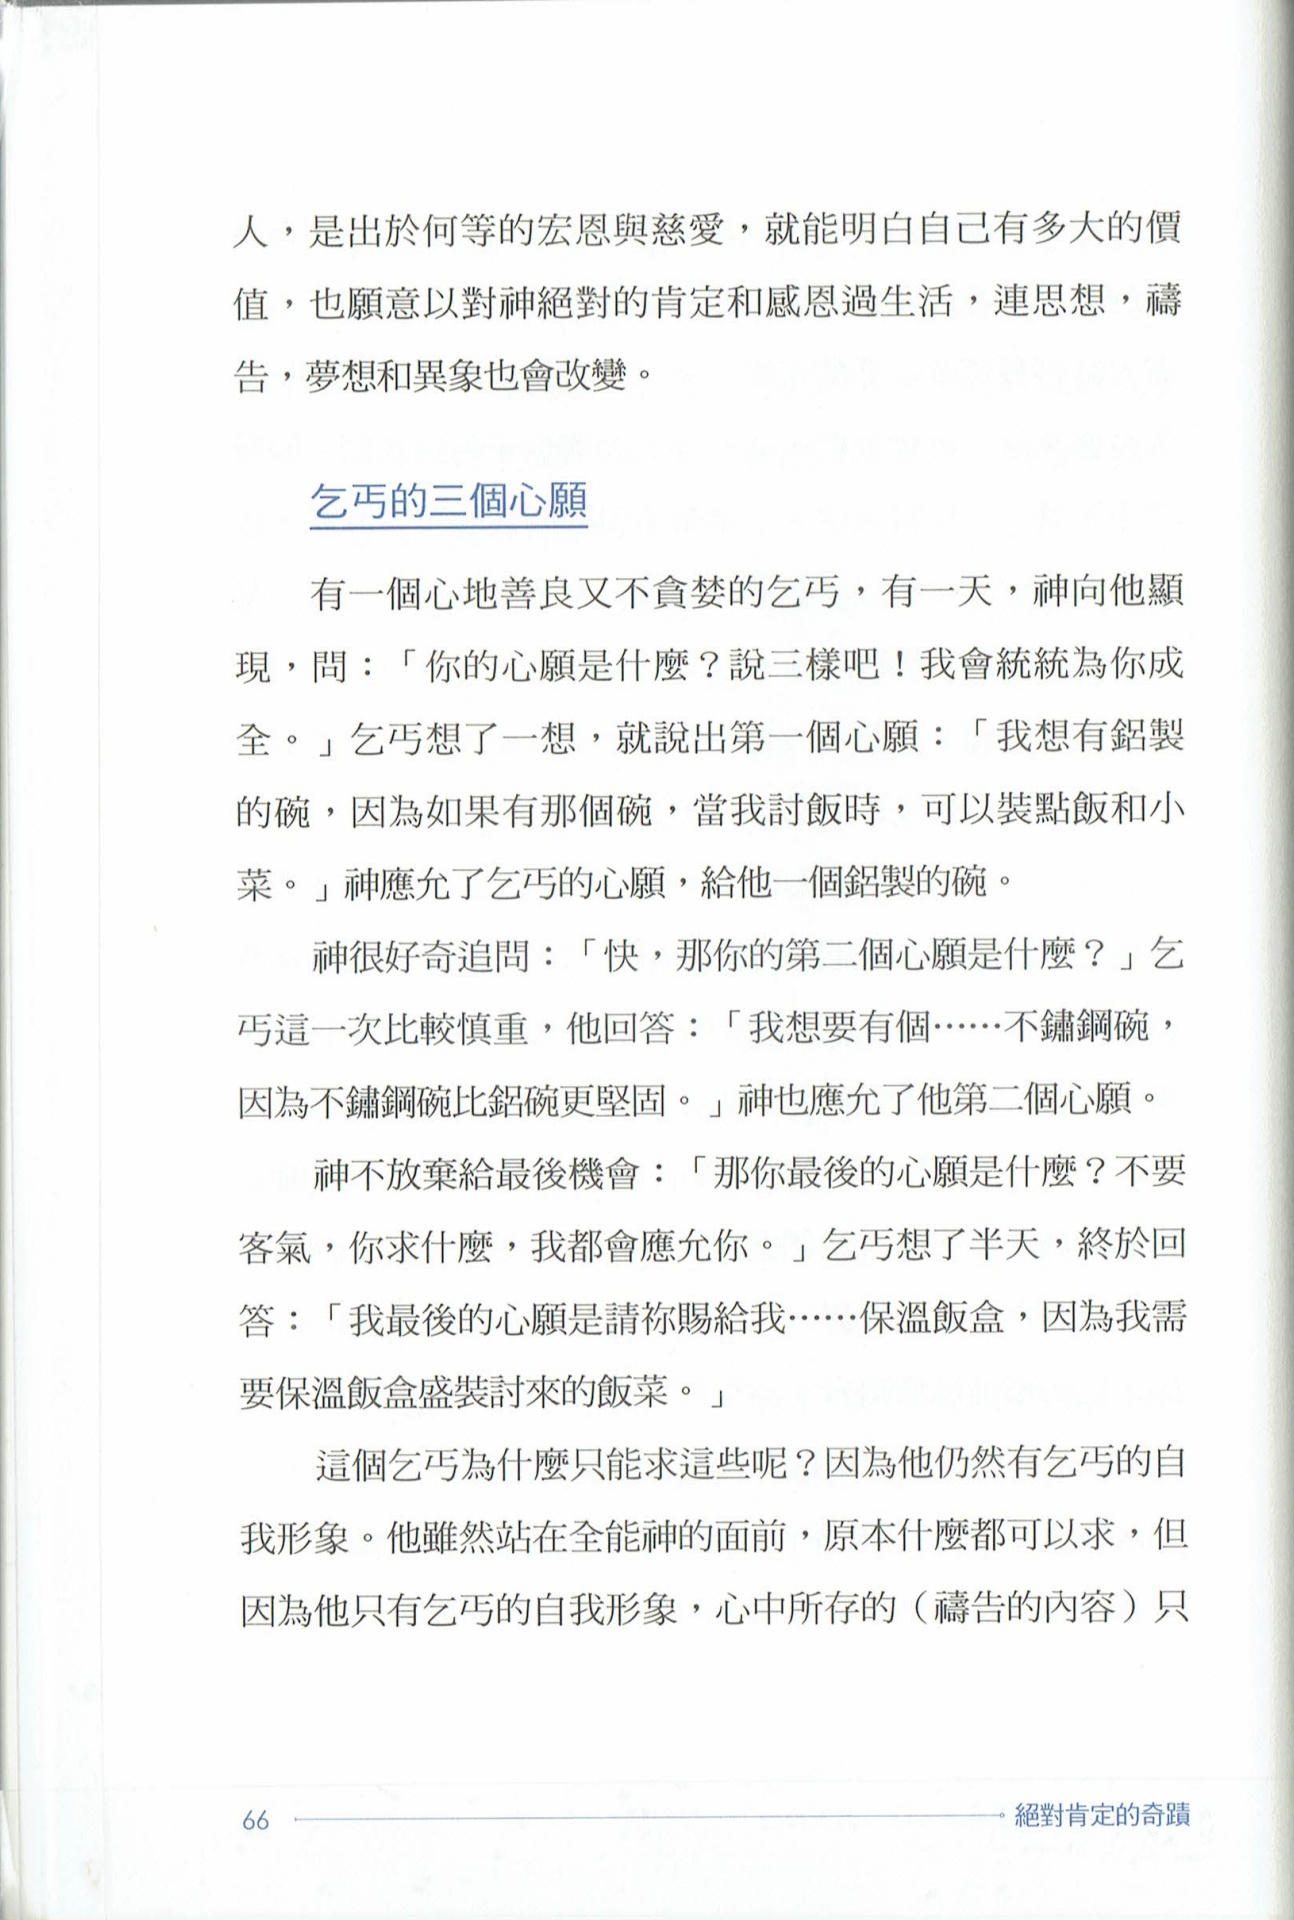 人，是出於何等的宏恩與慈愛，就能明白自己有多大的價
值，也願意以對神絕對的肯定和感恩過生活，連思想，禱
告，夢想和異象也會改變。
乞丐的三個心願
有一個心地善良又不貪婪的乞丐，有一天，神向他顯
現，問：「你的心願是什麼？說三樣吧！我會統統為你成
全。」乞丐想了一想，就說出第一個心願：「我想有鋁製
的碗，因為如果有那個碗，當我討飯時，可以裝點飯和小
菜。」神應允了乞丐的心願，給他一個鋁製的碗。
神很好奇追問：「快，那你的第二個心願是什麼？」乞
丐這一次比較慎重，他回答：「我想要有個……不鏽鋼碗，
因為不鏽鋼碗比鋁碗更堅固。」神也應允了他第二個心願。
神不放棄給最後機會：「那你最後的心願是什麼？不要
客氣，你求什麼，我都會應允你。」乞丐想了半天，終於回
答：「我最後的心願是請祢賜給我……保溫飯盒，因為我需
要保溫飯盒盛裝討來的飯菜。」
這個乞丐為什麼只能求這些呢？因為他仍然有乞丐的自
我形象。他雖然站在全能神的面前，原本什麼都可以求，但
因為他只有乞丐的自我形象，心中所存的（禱告的內容）只
66 絕對肯定的奇蹟